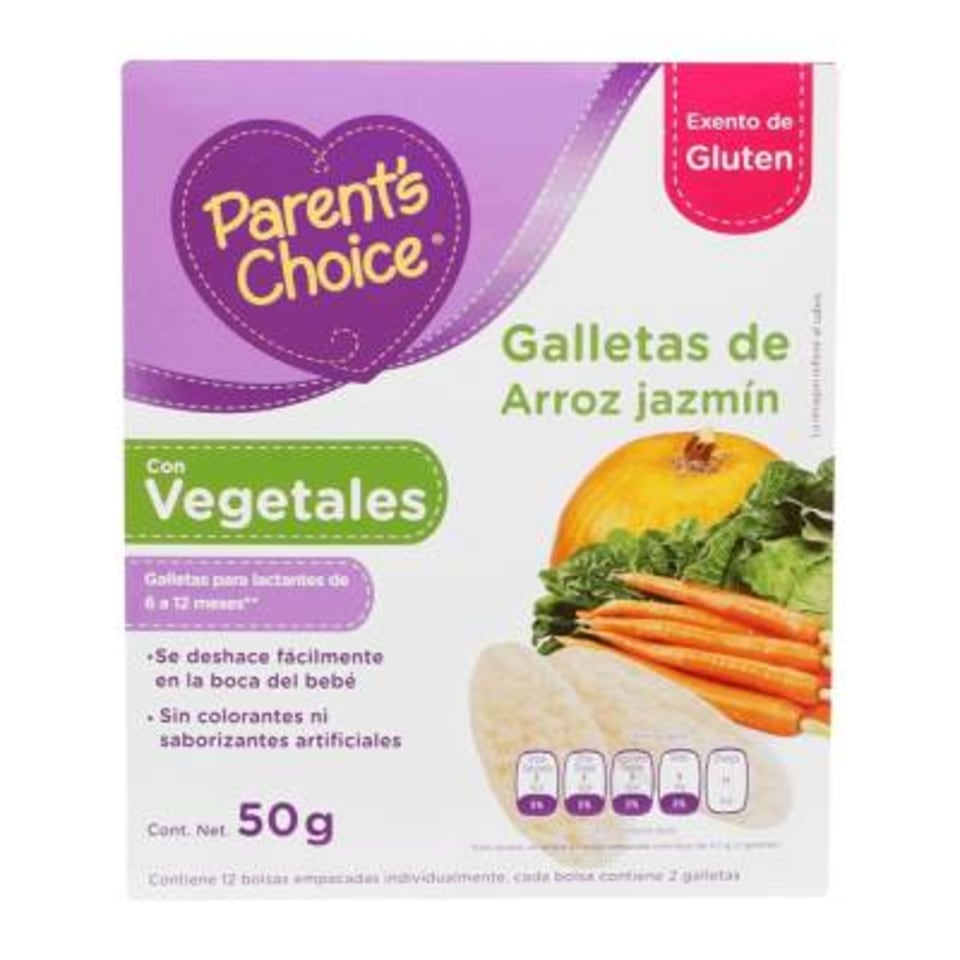 Parent's
Choice
Exento de
Gluten
Galletas de
Arroz jazmín
Con
Vegetales
Galletas para lactantes de
6 a 12 meses**
•Se deshace fácilmente
en la boca del bebé
• Sin colorantes ni
saborizantes artificiales
Cont. Net. 50g
Contiene 12 bolsas empacadas individualmente, cada bolsa contiene 2 galletas